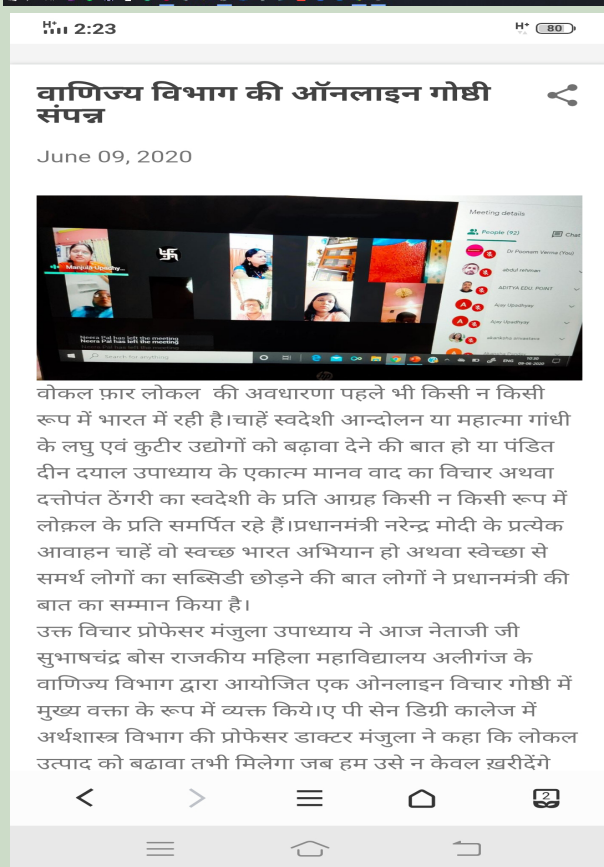 2:23
H+
80
वाणिज्य विभाग की ऑनलाइन गोष्ठी
संपन्न
June 09, 2020
Meeting details
People (92)
Chat
Dr Poonam Verma (You)
abdul rehman
ADITYA EDU. POINT
Ajay Upadhyay
Ajay Upadhyay
akanksha srivastava
Manjula Upadhy...
Neera Pal has left the meeting
Neera Pal has left the meeting
Search for anything
ENG
वोकल फ़ार लोकल की अवधारणा पहले भी किसी न किसी
रूप में भारत में रही है।चाहें स्वदेशी आन्दोलन या महात्मा गांधी
के लघु एवं कुटीर उद्योगों को बढ़ावा देने की बात हो या पंडित
दीन दयाल उपाध्याय के एकात्म मानव वाद का विचार अथवा
दत्तोपंत ठेंगरी का स्वदेशी के प्रति आग्रह किसी न किसी रूप में
लोक़ल के प्रति समर्पित रहे हैं।प्रधानमंत्री नरेन्द्र मोदी के प्रत्येक
आवाहन चाहें वो स्वच्छ भारत अभियान हो अथवा स्वेच्छा से
समर्थ लोगों का सब्सिडी छोड़ने की बात लोगों ने प्रधानमंत्री की
बात का सम्मान किया है।
उक्त विचार प्रोफेसर मंजुला उपाध्याय ने आज नेताजी जी
सुभाषचंद्र बोस राजकीय महिला महाविद्यालय अलीगंज के
वाणिज्य विभाग द्वारा आयोजित एक ओनलाइन विचार गोष्ठी में
मुख्य वक्ता के रूप में व्यक्त किये।ए पी सेन डिग्री कालेज में
अर्थशास्त्र विभाग की प्रोफेसर डाक्टर मंजुला ने कहा कि लोकल
उत्पाद को बढावा तभी मिलेगा जब हम उसे न केवल ख़रीदेंगे
2